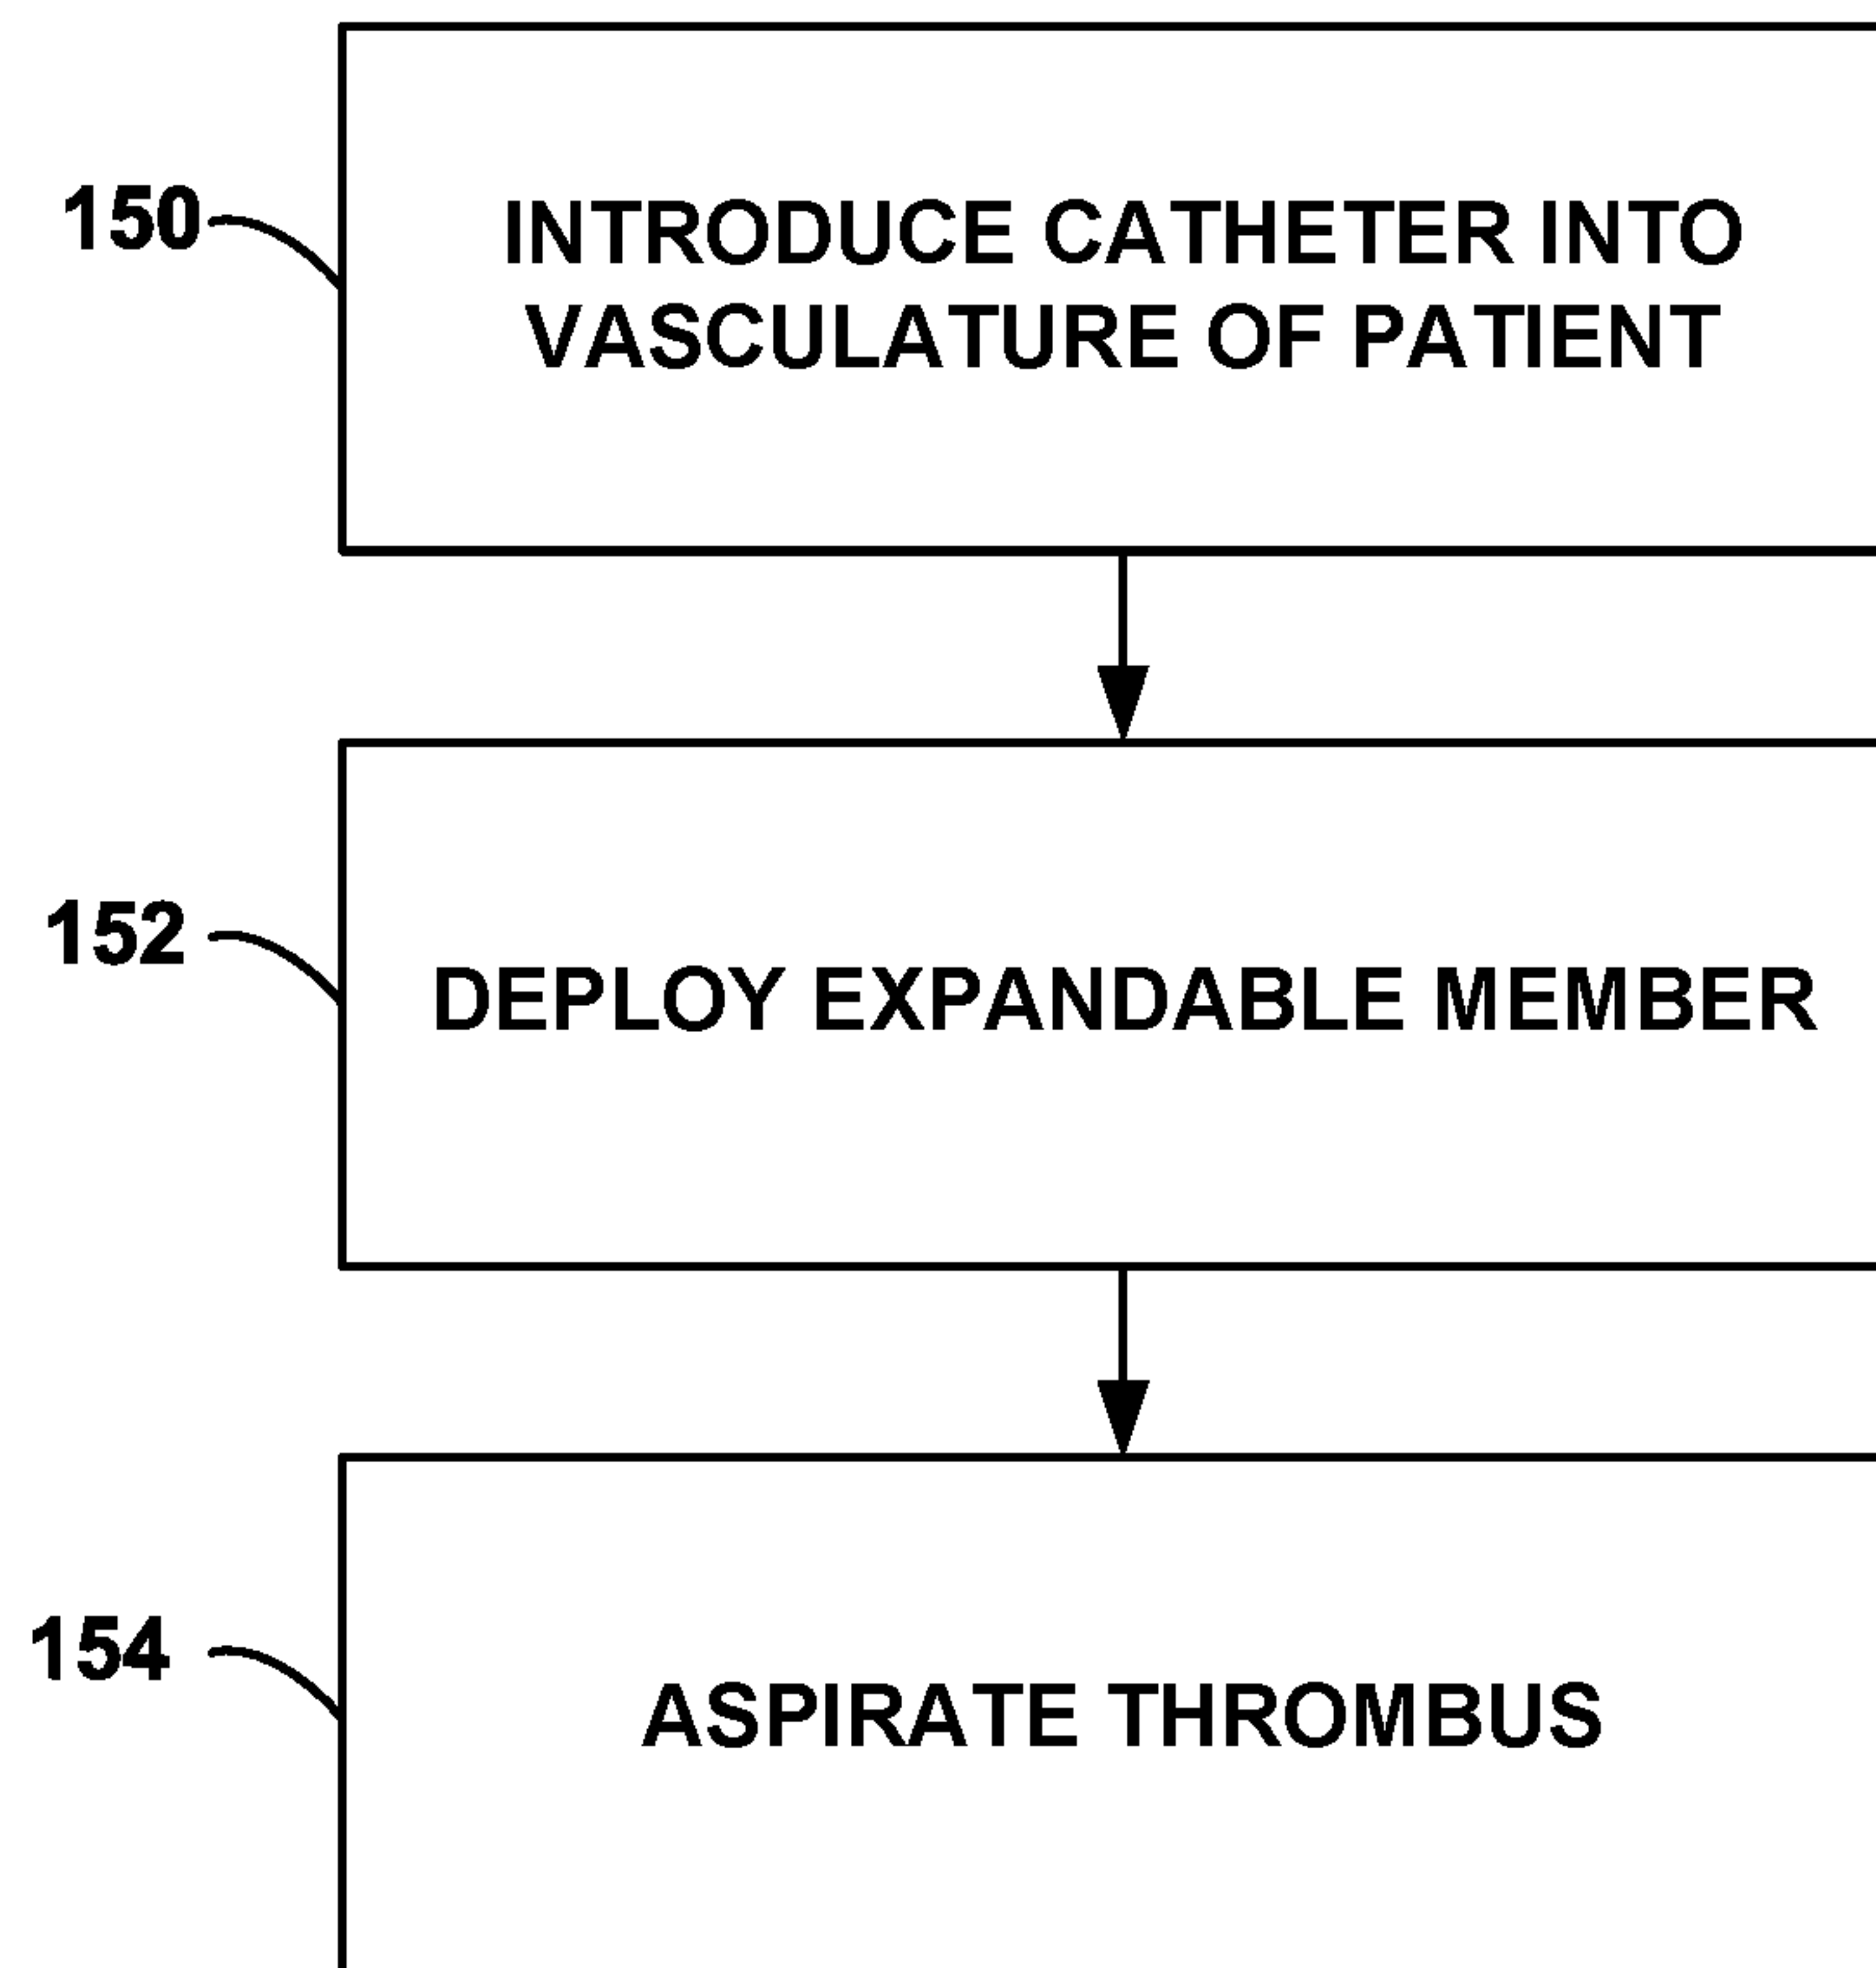 150
INTRODUCE CATHETER INTO
VASCULATURE OF PATIENT
152
DEPLOY EXPANDABLE MEMBER
154
ASPIRATE THROMBUS